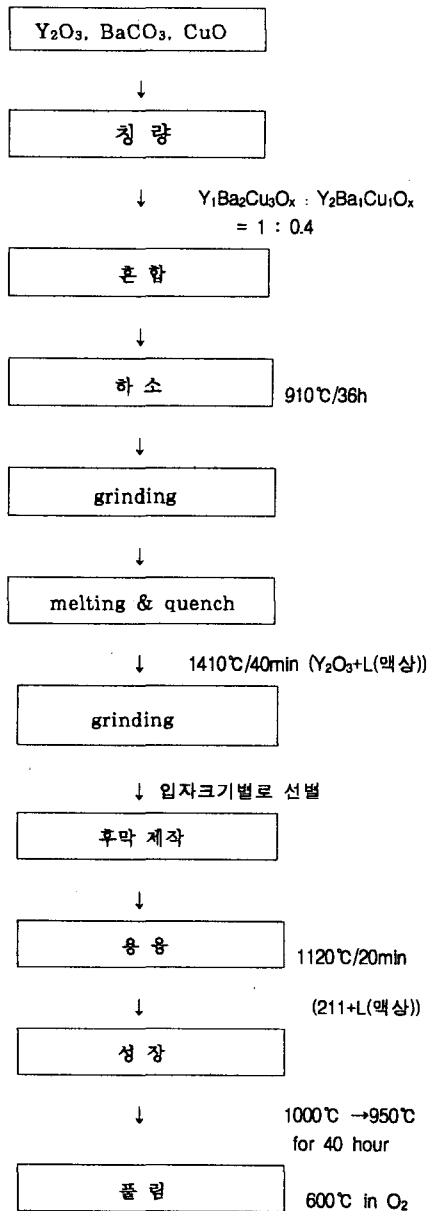 Y₂O₃, BaCO₃, CuO
↓
칭 량
↓
Y₁Ba₂Cu₃Oₓ : Y₂Ba₁Cu₁Oₓ
= 1 : 0.4
혼 합
↓
하 소
910℃/36h
↓
grinding
↓
melting & quench
↓ 1410℃/40min (Y₂O₃+L(맥상))
grinding
↓ 입자크기별로 선별
후막 제작
↓
용 융
1120℃/20min
↓ (211+L(맥상))
성 장
↓ 1000℃ →950℃
for 40 hour
풀 림
600℃ in O₂